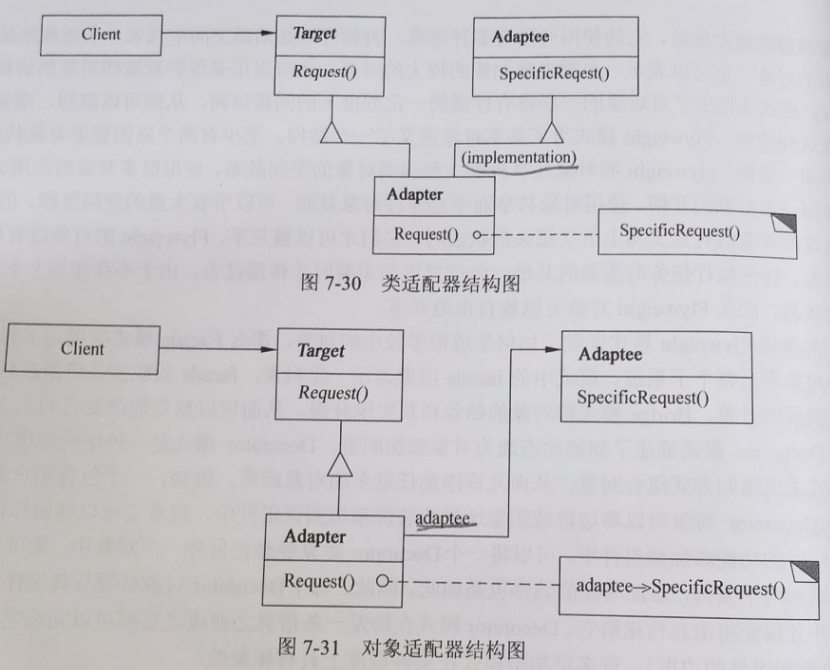 Client
Target
Request()
Adaptee
SpecificReqest()
(implementation)
Adapter
Request()
SpecificRequest()
图 7-30 类适配器结构图
Client
Target
Request()
Adaptee
SpecificRequest()
adaptee
Adapter
Request()
adaptee->SpecificRequest()
图 7-31 对象适配器结构图